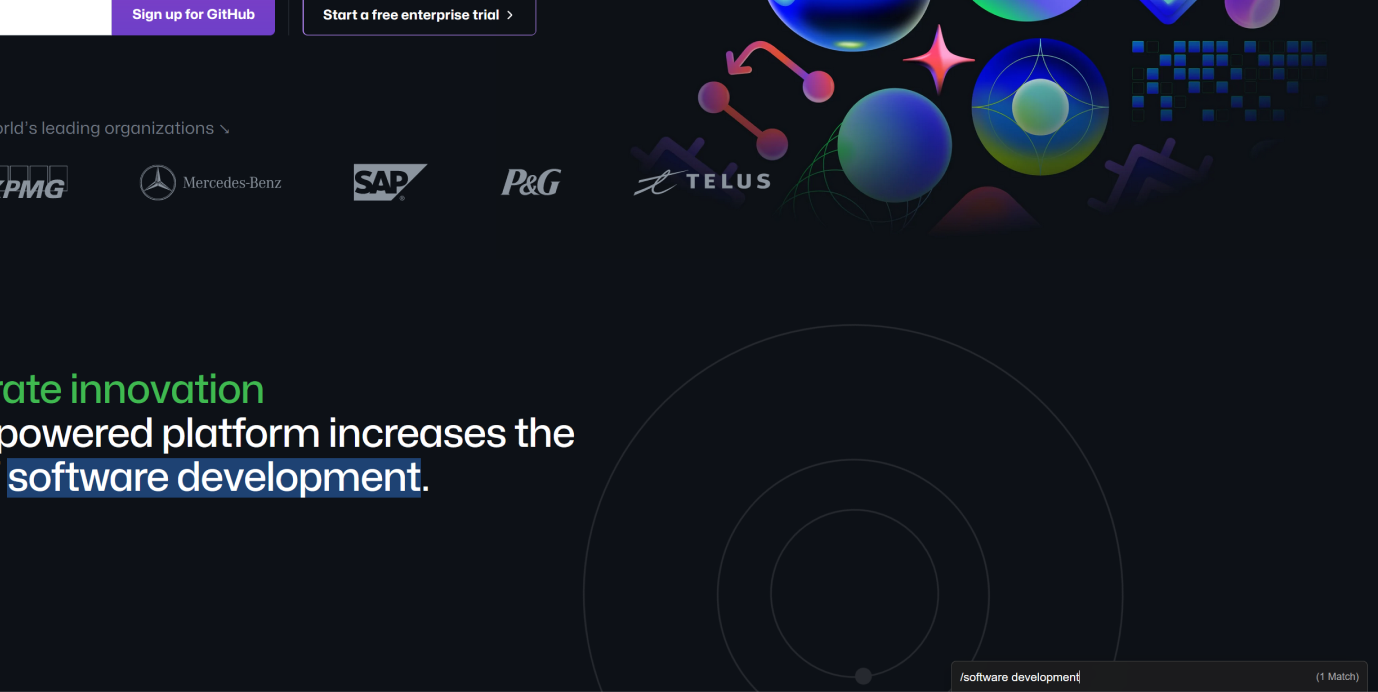 Sign up for GitHub
Start a free enterprise trial >
orld's leading organizations ↘
KPMG
Mercedes-Benz
SAP®
P&G
TELUS
rate innovation
powered platform increases the
software development.
/software development
(1 Match)